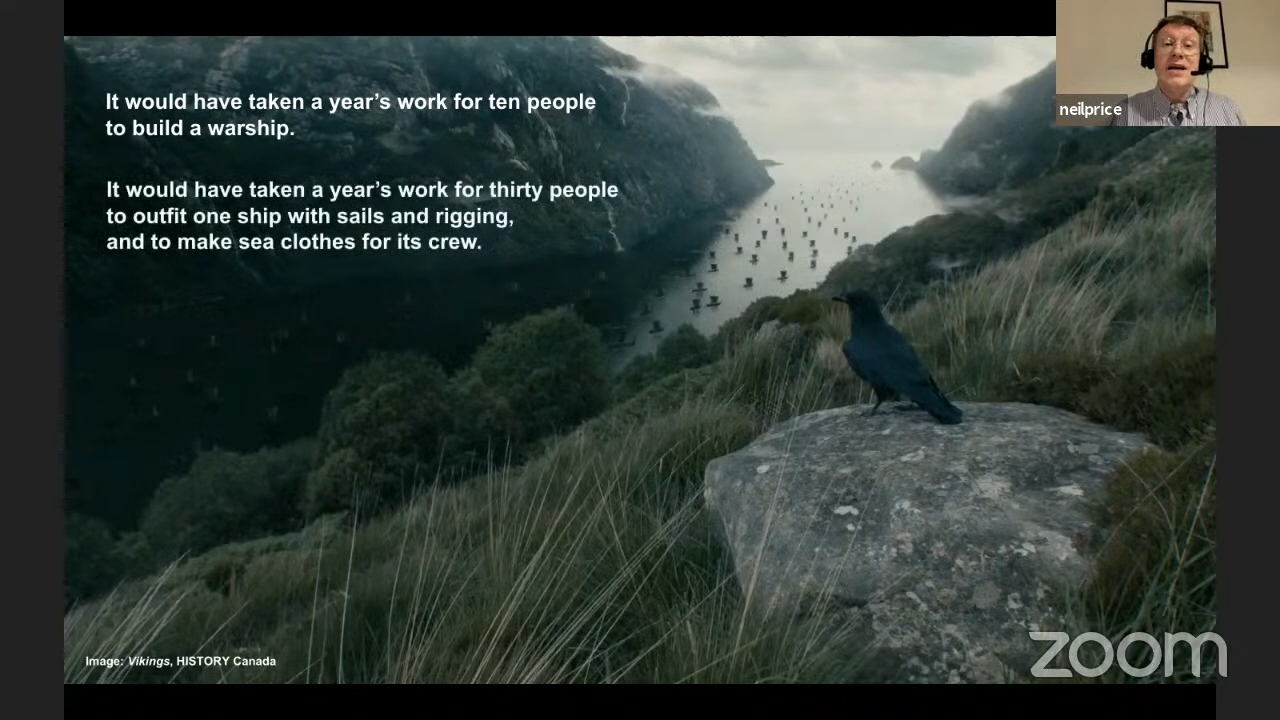 It would have taken a year's work for ten people
to build a warship.
It would have taken a year's work for thirty people
to outfit one ship with sails and rigging,
and to make sea clothes for its crew.
neilprice
Image: Vikings, HISTORY Canada
zoom